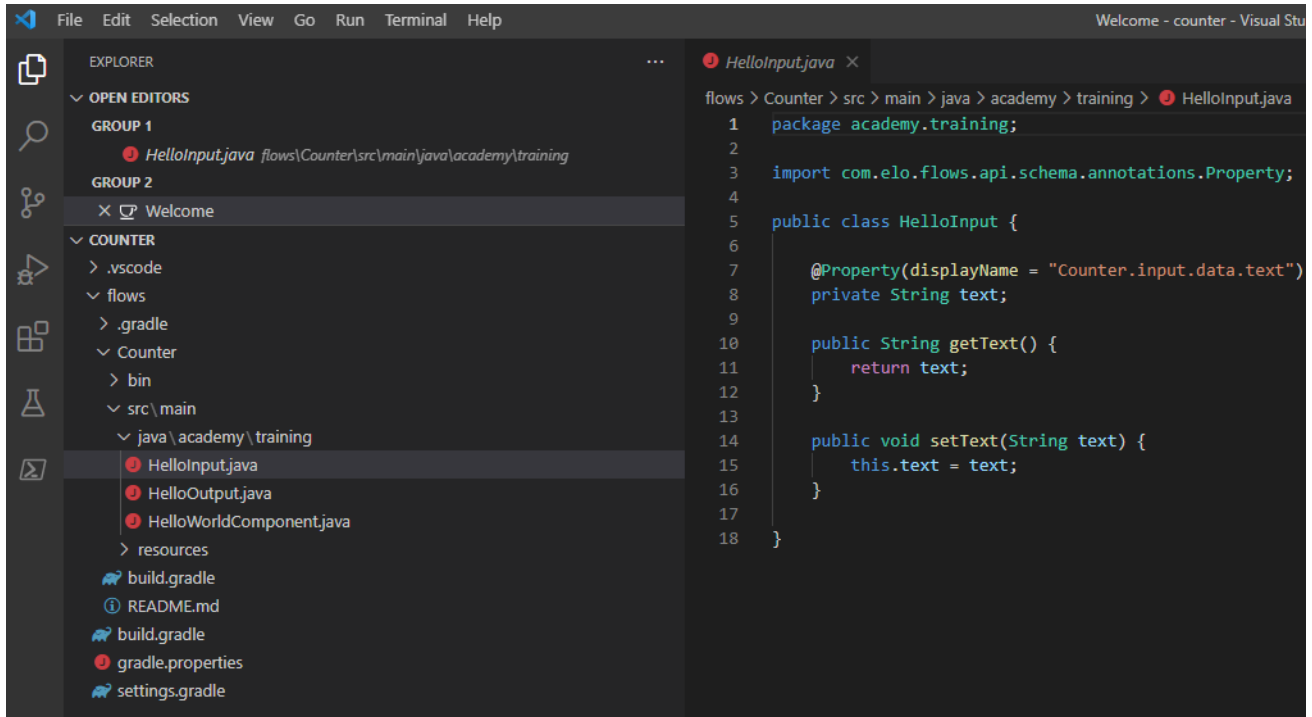 File Edit Selection View Go Run Terminal Help
Welcome - counter - Visual Stu
EXPLORER
OPEN EDITORS
GROUP 1
HelloInput.java flows\Counter\src\main\java\academy\training
GROUP 2
Welcome
COUNTER
.vscode
flows
.gradle
Counter
bin
src\main
java\academy\training
HelloInput.java
HelloOutput.java
HelloWorldComponent.java
resources
build.gradle
README.md
build.gradle
gradle.properties
settings.gradle
HelloInput.java
flows > Counter > src > main > java > academy > training > HelloInput.java
1 package academy.training;
2
3 import com.elo.flows.api.schema.annotations.Property;
4
5 public class HelloInput {
6
7 @Property(displayName = "Counter.input.data.text")
8 private String text;
9
10 public String getText() {
11 return text;
12 }
13
14 public void setText(String text) {
15 this.text = text;
16 }
17
18 }